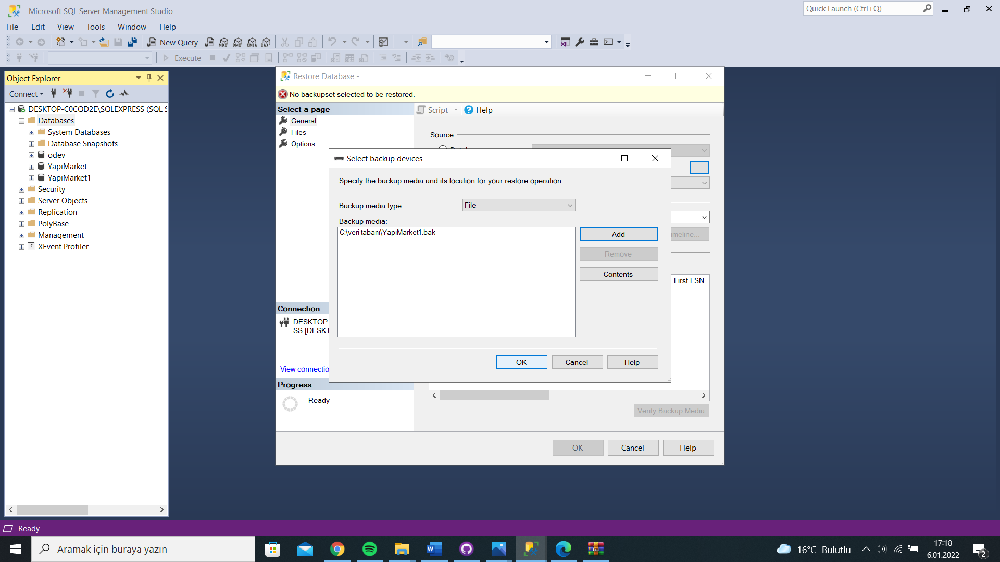 Microsoft SQL Server Management Studio
Quick Launch (Ctrl+Q)
File Edit View Tools Window Help
New Query MDX DMX XMLA DAX
Execute
Object Explorer
Connect
DESKTOP-C0CQD2E\SQLEXPRESS (SQL S
Databases
System Databases
Database Snapshots
odev
YapıMarket
YapıMarket1
Security
Server Objects
Replication
PolyBase
Management
XEvent Profiler
Restore Database -
No backupset selected to be restored.
Select a page
General
Files
Options
Script Help
Source
...
Select backup devices
Specify the backup media and its location for your restore operation.
Backup media type: File
Backup media:
C:\veri tabanı\YapıMarket1.bak
Add
Remove
Contents
OK Cancel Help
imeline...
First LSN
Connection
DESKTOP-
SS [DESKT
View connectio
Progress
Ready
Verify Backup Media
OK Cancel Help
Ready
Aramak için buraya yazın
16°C Bulutlu
17:18
6.01.2022
2